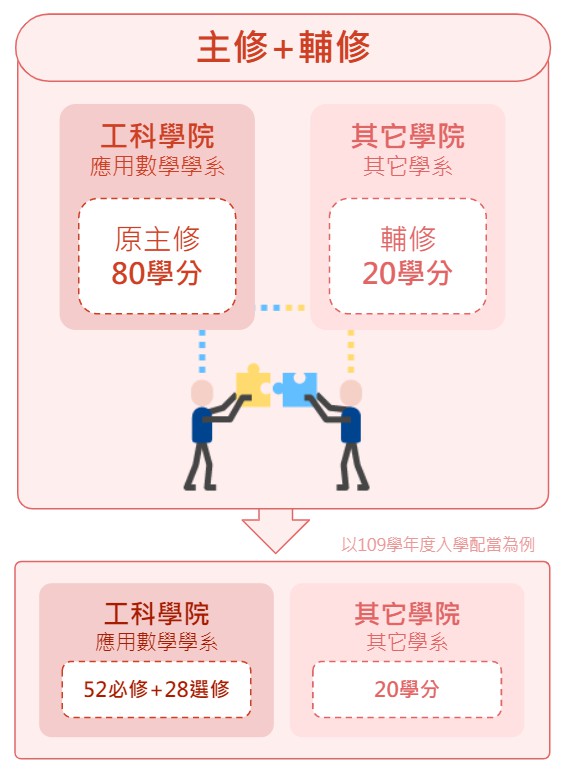 主修+輔修
工科學院
應用數學學系
原主修
80學分
其它學院
其它學系
輔修
20學分
以109學年度入學配當為例
工科學院
應用數學學系
52必修+28選修
其它學院
其它學系
20學分